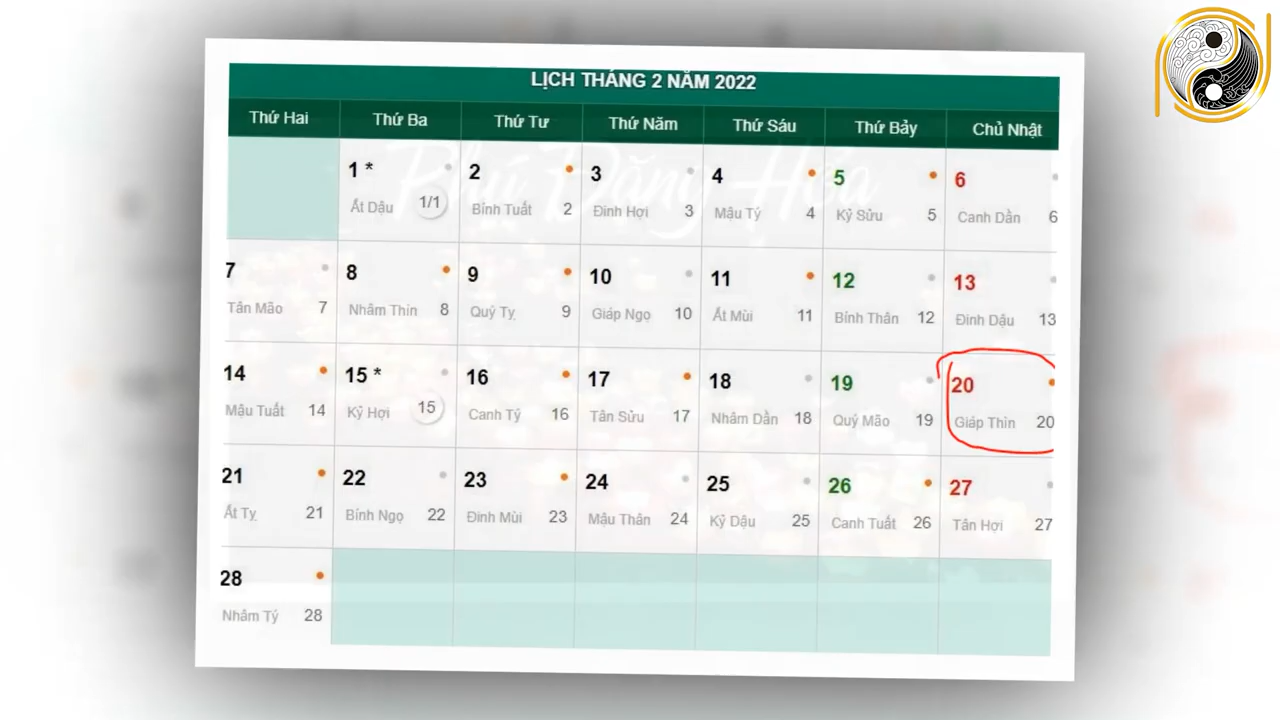 LỊCH THÁNG 2 NĂM 2022
Thứ Hai Thứ Ba Thứ Tư Thứ Năm Thứ Sáu Thứ Bảy Chủ Nhật
1 * 2 3 4 5 6
Ất Dậu 1/1 Bính Tuất 2 Đinh Hợi 3 Mậu Tý 4 Kỷ Sửu 5 Canh Dần 6
7 8 9 10 11 12 13
Tân Mão 7 Nhâm Thìn 8 Quý Tỵ 9 Giáp Ngọ 10 Ất Mùi 11 Bính Thân 12 Đinh Dậu 13
14 15 * 16 17 18 19 20
Mậu Tuất 14 Kỷ Hợi 15 Canh Tý 16 Tân Sửu 17 Nhâm Dần 18 Quý Mão 19 Giáp Thìn 20
21 22 23 24 25 26 27
Ất Tỵ 21 Bính Ngọ 22 Đinh Mùi 23 Mậu Thân 24 Kỷ Dậu 25 Canh Tuất 26 Tân Hợi 27
28
Nhâm Tý 28